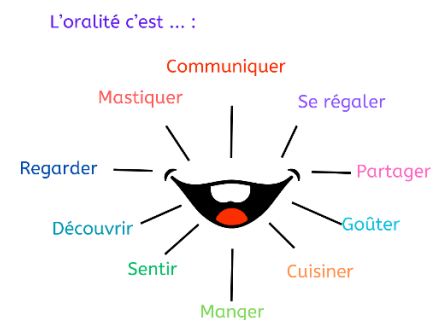 L'oralité c'est ... :
Communiquer
Mastiquer
Se régaler
Regarder
Partager
Découvrir
Goûter
Sentir
Cuisiner
Manger